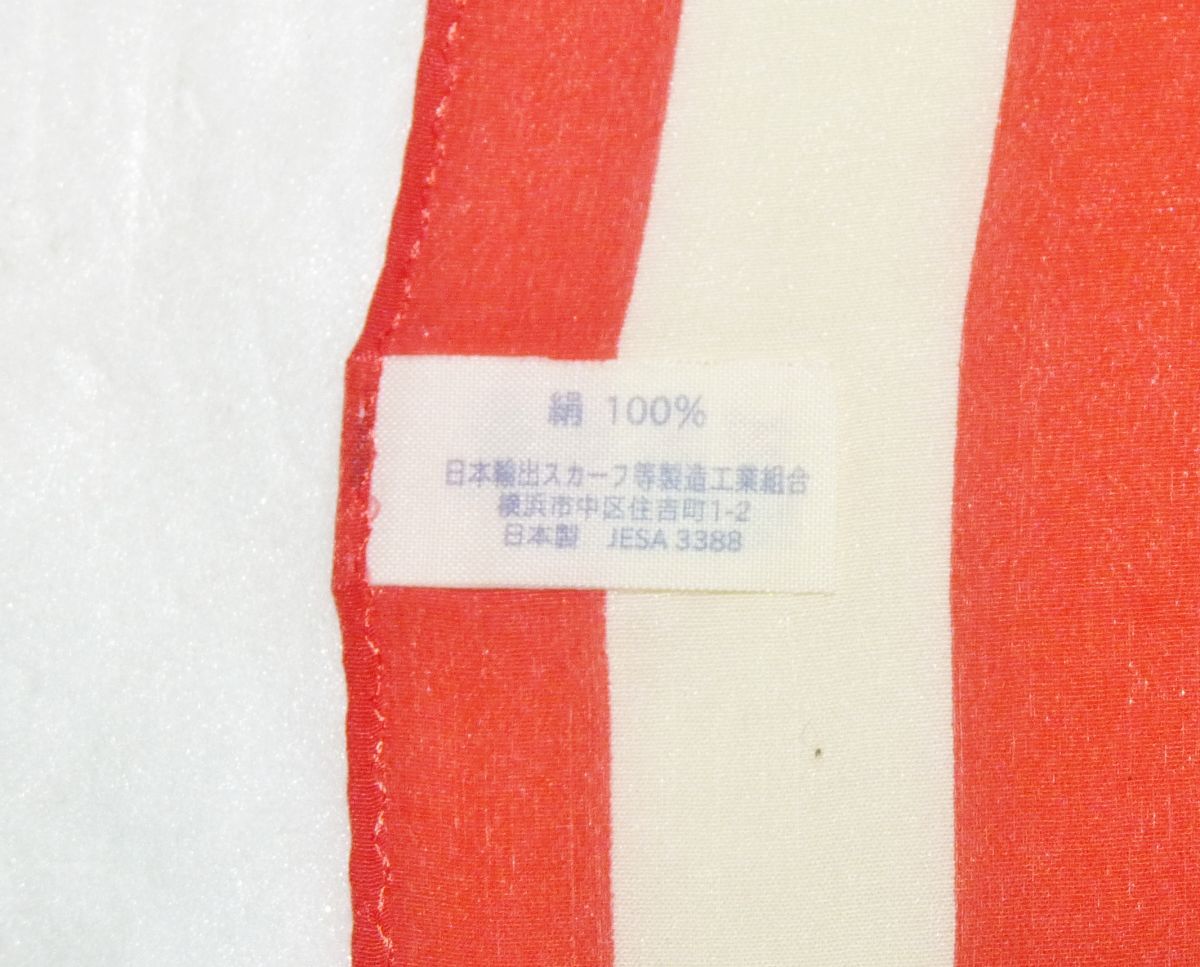 絹 100%
日本輸出スカーフ等製造工業組合
横浜市中区住吉町1-2
日本製 JESA 3388